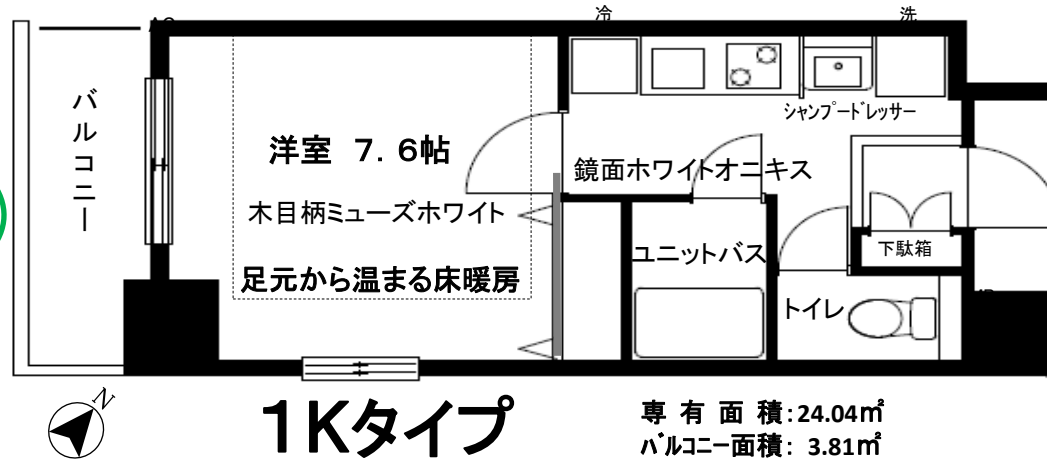 冷
洗
バルコニー
洋室 7.6帖
シャンプードレッサー
鏡面ホワイトオニキス
木目柄ミューズホワイト
ユニットバス
下駄箱
足元から温まる床暖房
トイレ
N
1Kタイプ
専有面積:24.04㎡
バルコニー面積: 3.81㎡